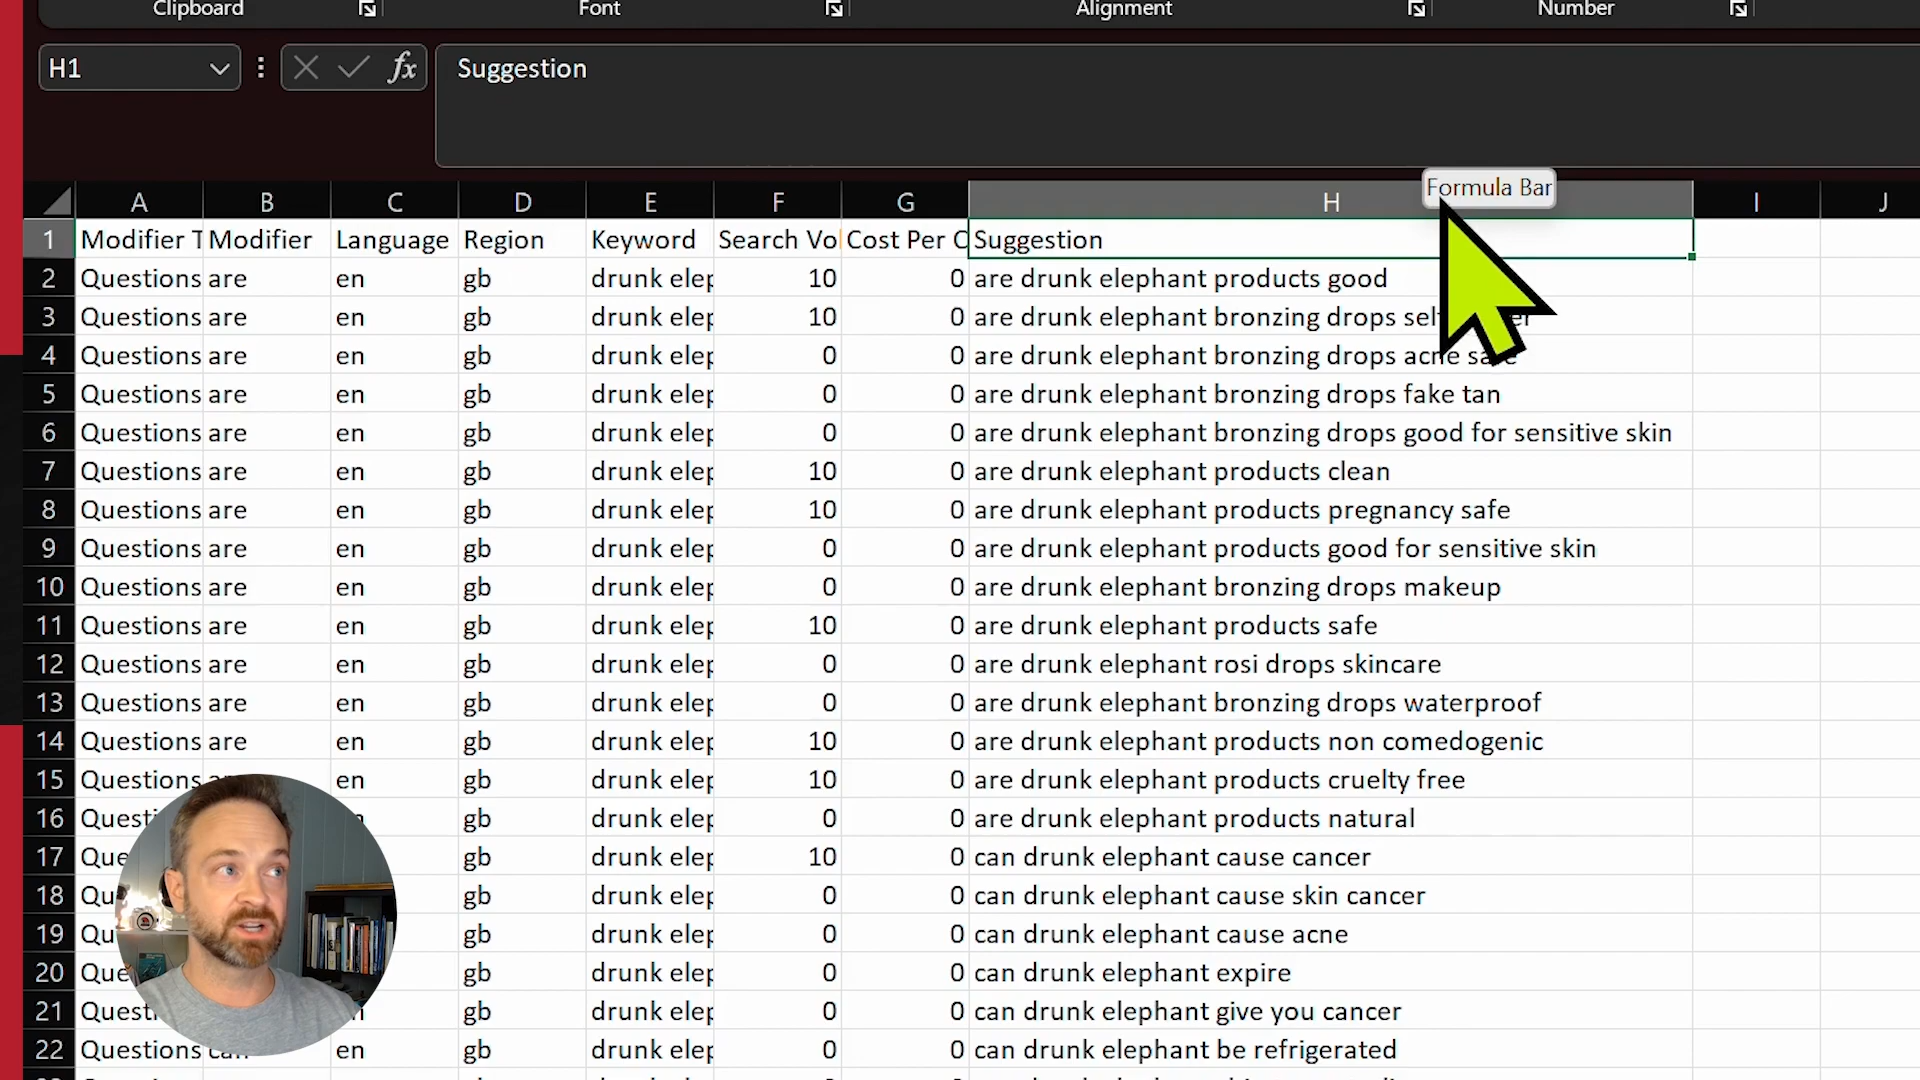 Clipboard Font Alignment Number
H1 fx Suggestion
Formula Bar
A B C D E F G H I J
1 Modifier T Modifier Language Region Keyword Search Vo Cost Per C Suggestion
2 Questions are en gb drunk elep 10 0 are drunk elephant products good
3 Questions are en gb drunk elep 10 0 are drunk elephant bronzing drops
4 Questions are en gb drunk elep 0 0 are drunk elephant bronzing drops acne
5 Questions are en gb drunk elep 0 0 are drunk elephant bronzing drops fake tan
6 Questions are en gb drunk elep 0 0 are drunk elephant bronzing drops good for sensitive skin
7 Questions are en gb drunk elep 10 0 are drunk elephant products clean
8 Questions are en gb drunk elep 10 0 are drunk elephant products pregnancy safe
9 Questions are en gb drunk elep 0 0 are drunk elephant products good for sensitive skin
10 Questions are en gb drunk elep 0 0 are drunk elephant bronzing drops makeup
11 Questions are en gb drunk elep 10 0 are drunk elephant products safe
12 Questions are en gb drunk elep 0 0 are drunk elephant rosi drops skincare
13 Questions are en gb drunk elep 0 0 are drunk elephant bronzing drops waterproof
14 Questions are en gb drunk elep 10 0 are drunk elephant products non comedogenic
15 Questions en gb drunk elep 10 0 are drunk elephant products cruelty free
16 gb drunk elep 0 0 are drunk elephant products natural
17 gb drunk elep 10 0 can drunk elephant cause cancer
18 gb drunk elep 0 0 can drunk elephant cause skin cancer
19 gb drunk elep 0 0 can drunk elephant cause acne
20 gb drunk elep 0 0 can drunk elephant expire
21 gb drunk elep 0 0 can drunk elephant give you cancer
22 Questions en gb drunk elep 0 0 can drunk elephant be refrigerated